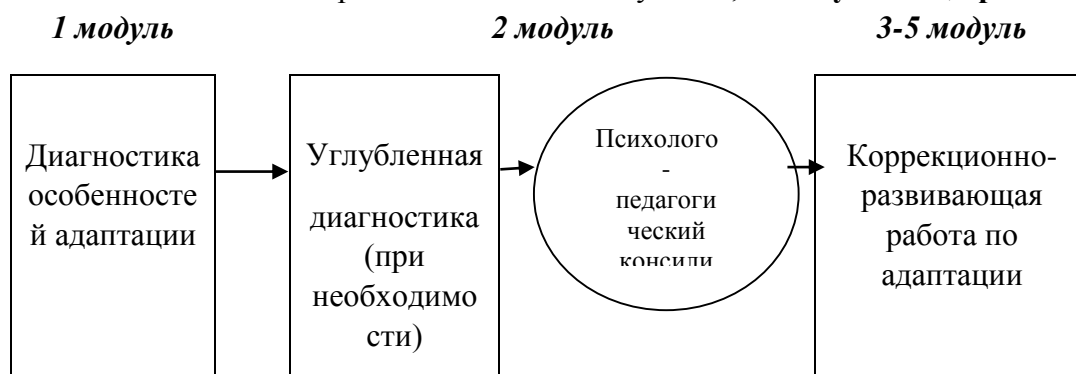 1 модуль
2 модуль
3-5 модуль
Диагностика
особенносте
й адаптации
Углубленная
диагностика
(при
необходимо
сти)
Психолого
-
педагоги
ческий
консили
Коррекционно-
развивающая
работа по
адаптации